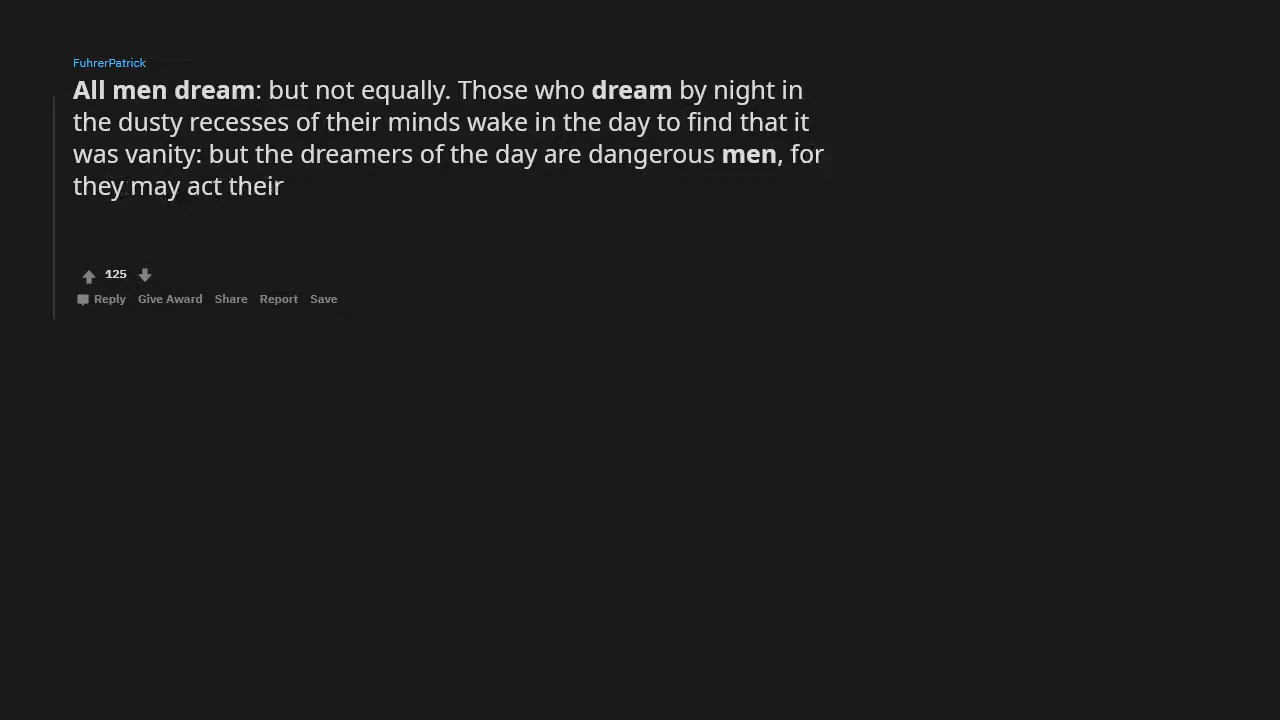 FuhrerPatrick
All men dream: but not equally. Those who dream by night in
the dusty recesses of their minds wake in the day to find that it
was vanity: but the dreamers of the day are dangerous men, for
they may act their
125
Reply Give Award Share Report Save